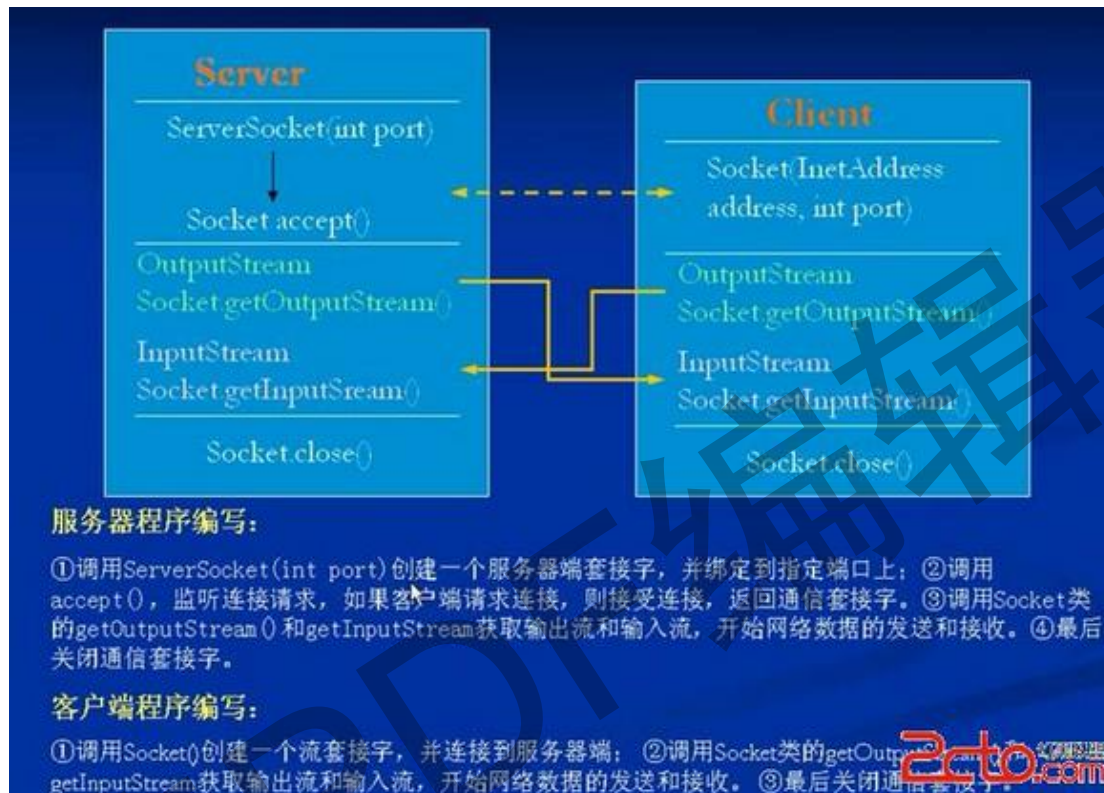 Server
ServerSocket(int port)
Socket accept()
OutputStream
Socket.getOutputStream()
InputStream
Socket.getInputSream()
Socket.close()
Client
Socket(InetAddress
address, int port)
OutputStream
Socket.getOutputStream()
InputStream
Socket.getInputStream()
Socket.close()
服务器程序编写：
①调用ServerSocket(int port)创建一个服务器端套接字，并绑定到指定端口上；②调用
accept()，监听连接请求，如果客户端请求连接，则接受连接，返回通信套接字。③调用Socket类
的getOutputStream()和getInputStream获取输出流和输入流，开始网络数据的发送和接收。④最后
关闭通信套接字。
客户端程序编写：
①调用Socket()创建一个流套接字，并连接到服务器端；②调用Socket类的getOutp
getInputStream获取输出流和输入流，开始网络数据的发送和接收。③最后关闭通信套接字。
2cto.com
PDF编辑